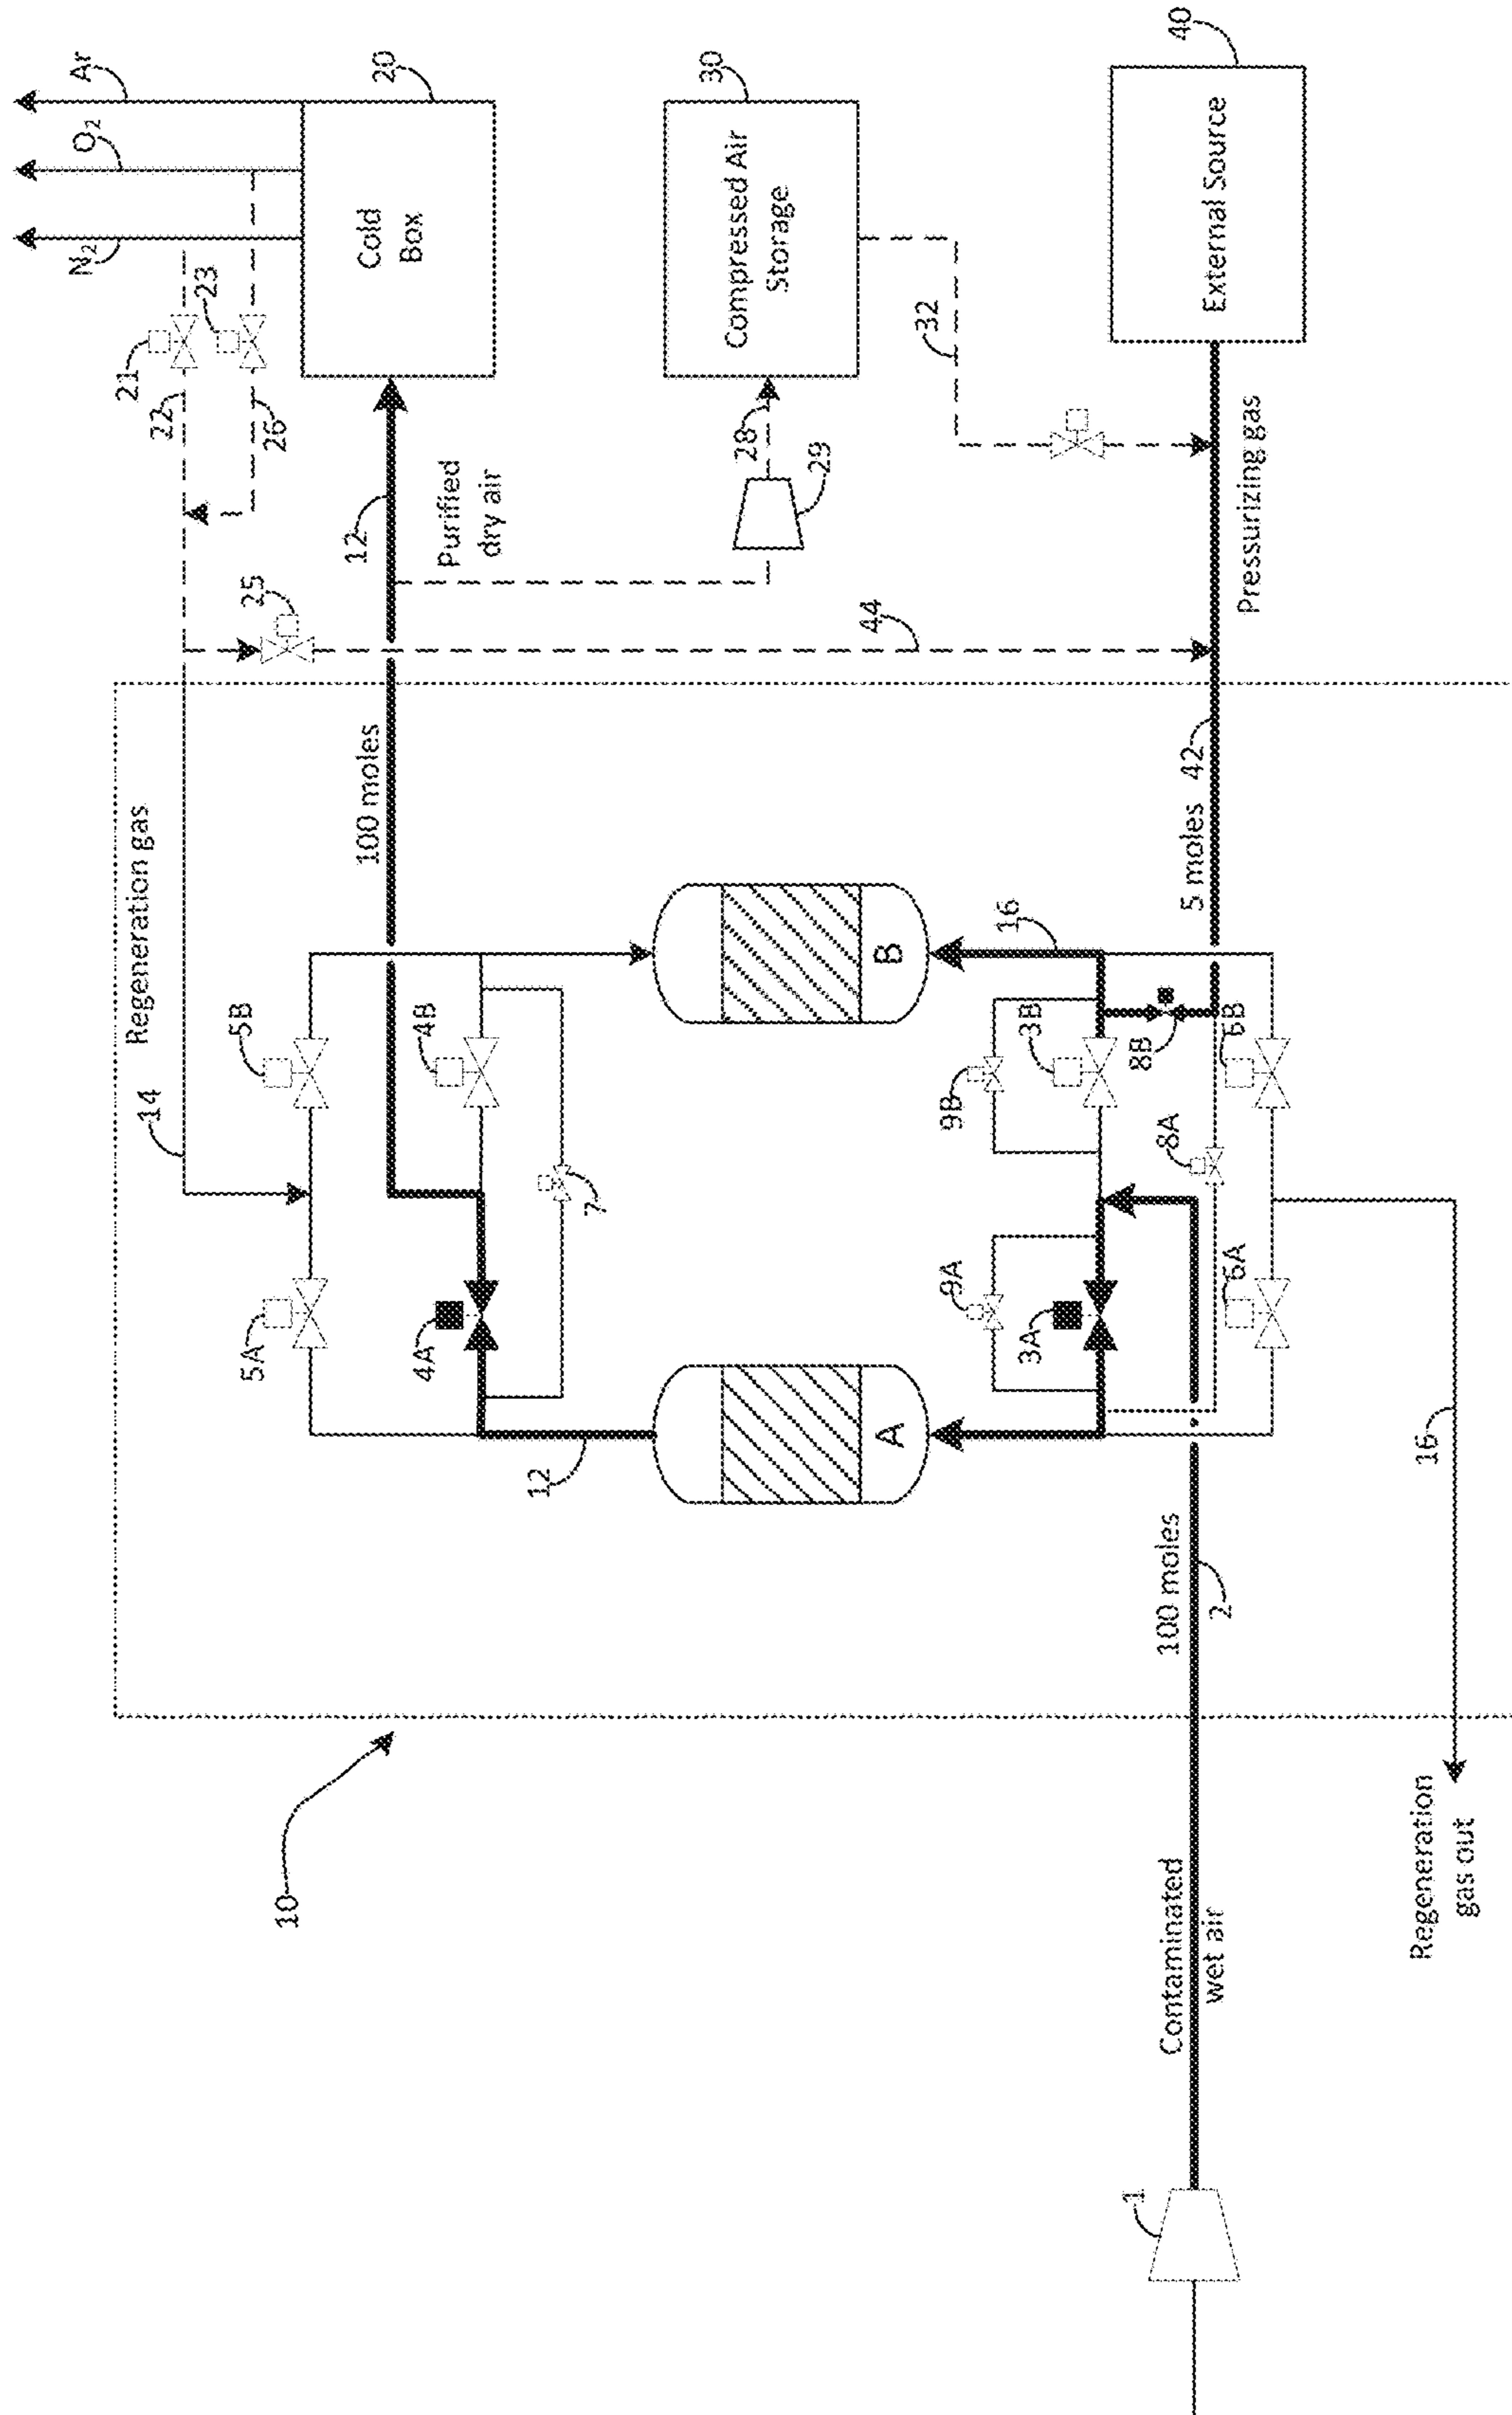 N₂
O₂
Ar
21
Regeneration gas
14
22
23
5B
5A
25
26
10
12
100 moles
20
Cold
Box
4A
4B
Purified
dry air
12
7
30
Compressed Air
Storage
28
29
44
A
B
32
9A
9B
16
3A
3B
1
8B
8A
100 moles
2
Contaminated
wet air
40
5 moles
42
External Source
6A
6B
Pressurizing gas
16
Regeneration
gas out